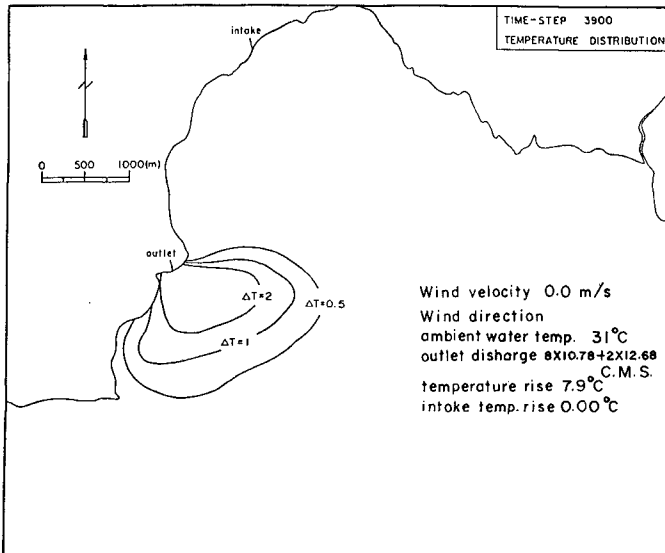 TIME-STEP 3900
TEMPERATURE DISTRIBUTION
intake
0 500 1000(m)
outlet
ΔT=2
ΔT=0.5
ΔT=1
Wind velocity 0.0 m/s
Wind direction
ambient water temp. 31°C
outlet disharge 8X10.78+2X12.68
C.M.S.
temperature rise 7.9°C
intoke temp. rise 0.00°C